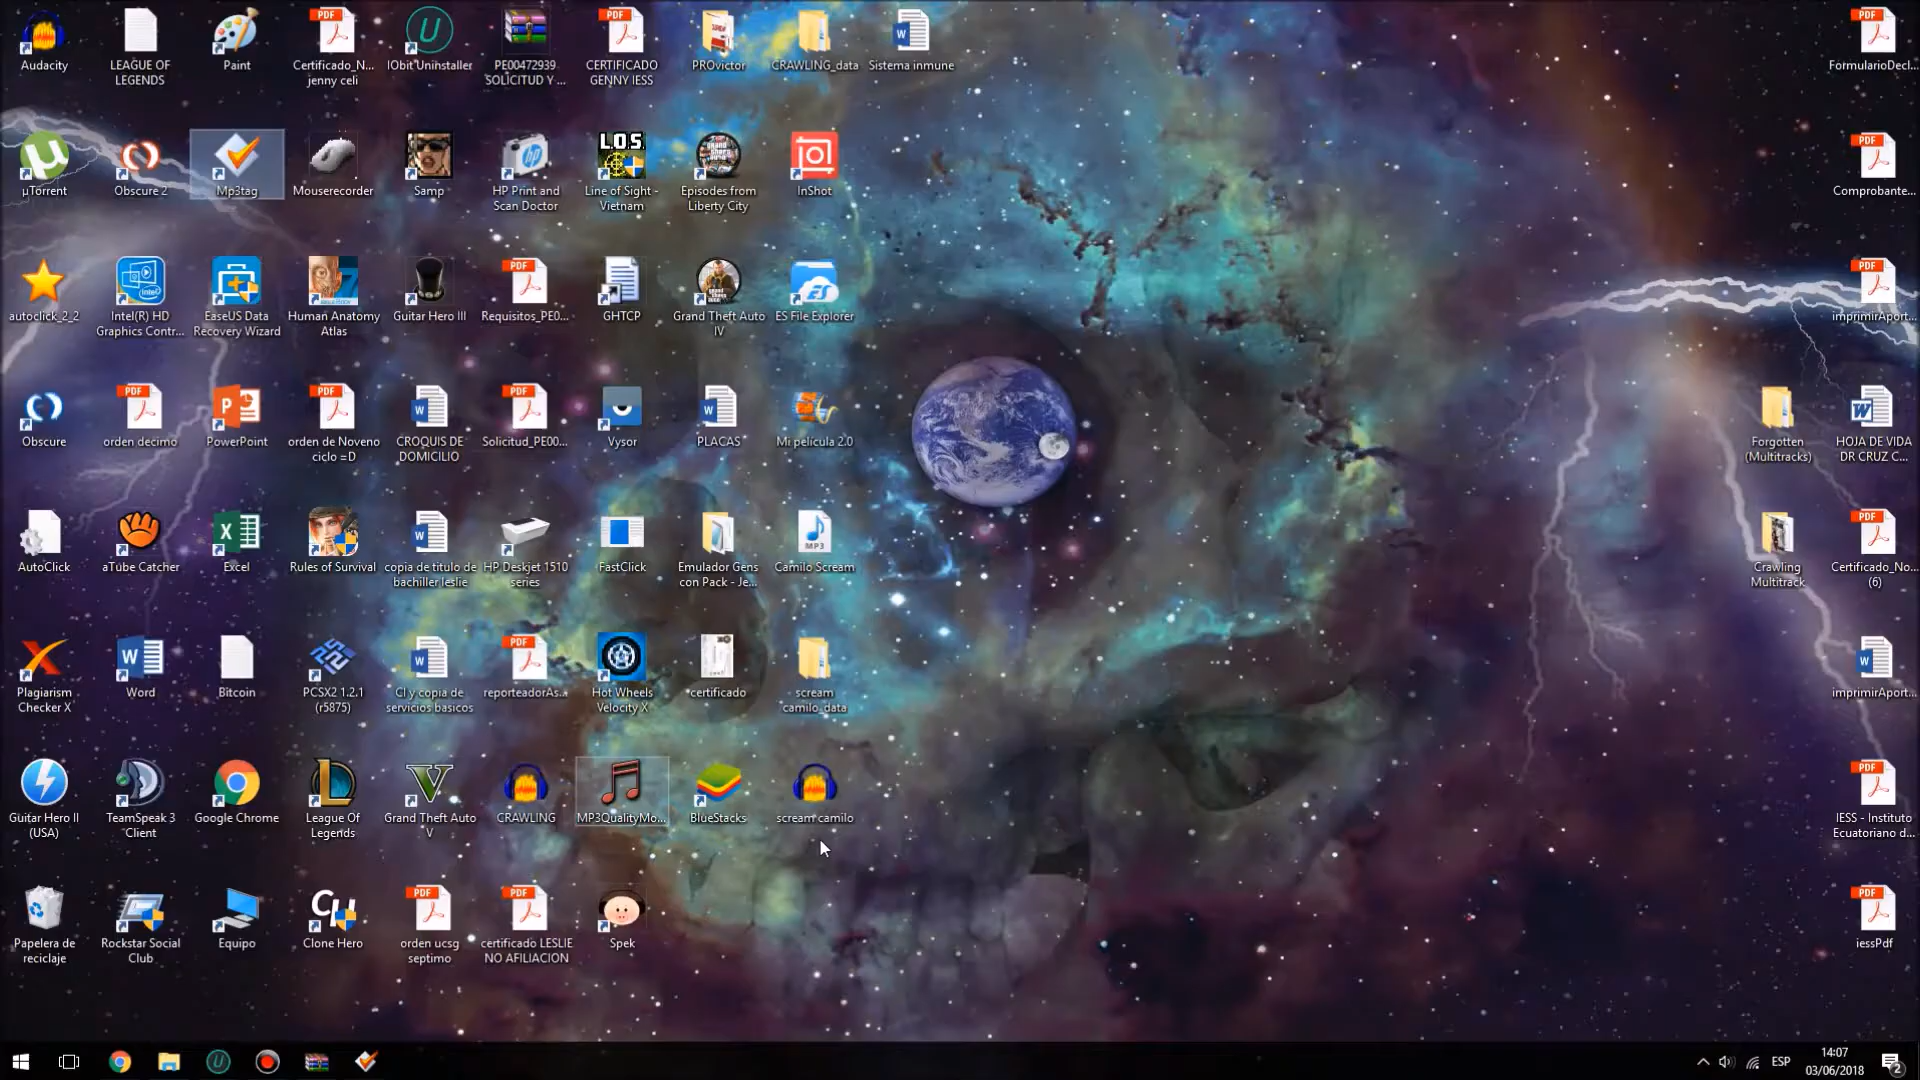 Audacity
LEAGUE OF
LEGENDS
Paint
Certificado_N...
jenny celi
IObit Uninstaller
PE00472939
SOLICITUD Y ...
CERTIFICADO
GENNY IESS
PROvictor
CRAWLING_data
Sistema inmune
FormularioDecl...
µTorrent
Obscure 2
Mp3tag
Mouserecorder
Samp
HP Print and
Scan Doctor
L.O.S
Line of Sight -
Vietnam
Episodes from
Liberty City
InShot
Comprobante...
autoclick_2_2
Intel(R) HD
Graphics Contr...
EaseUS Data
Recovery Wizard
Human Anatomy
Atlas
Guitar Hero III
Requisitos_PE0...
GHTCP
Grand Theft Auto
IV
ES File Explorer
imprimirAport...
Obscure
orden decimo
PowerPoint
orden de Noveno
ciclo =D
CROQUIS DE
DOMICILIO
Solicitud_PE00...
Vysor
PLACAS
Mi película 2.0
Forgotten
(Multitracks)
HOJA DE VIDA
DR CRUZ C...
AutoClick
aTube Catcher
Excel
Rules of Survival
copia de titulo de
bachiller leslie
HP Deskjet 1510
series
FastClick
Emulador Gens
con Pack - Je...
Camilo Scream
Crawling
Multitrack
Certificado_No...
(6)
Plagiarism
Checker X
Word
Bitcoin
PCSX2 1.2.1
(r5875)
CI y copia de
servicios basicos
reporteadorAs...
Hot Wheels
Velocity X
certificado
scream
camilo_data
imprimirAport...
Guitar Hero II
(USA)
TeamSpeak 3
Client
Google Chrome
League Of
Legends
Grand Theft Auto
V
CRAWLING
MP3QualityMo...
BlueStacks
scream camilo
IESS - Instituto
Ecuatoriano d...
Papelera de
reciclaje
Rockstar Social
Club
Equipo
Clone Hero
orden ucsg
septimo
certificado LESLIE
NO AFILIACION
Spek
iessPdf
ESP
14:07
03/06/2018
2